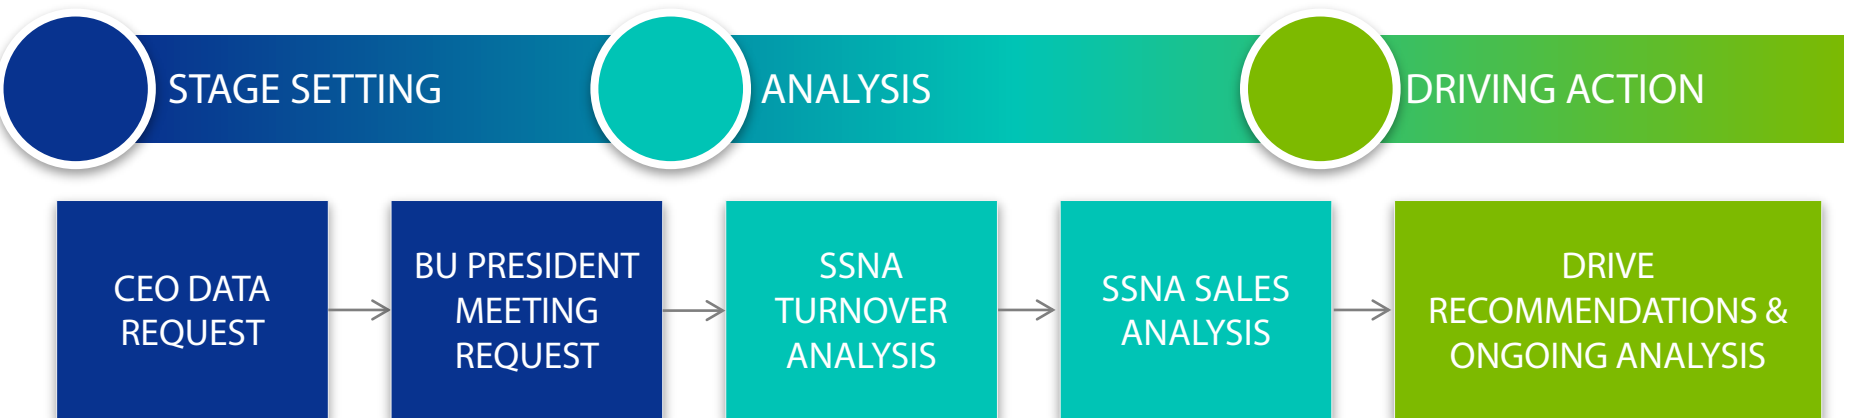 STAGE SETTING
ANALYSIS
DRIVING ACTION
CEO DATA
REQUEST
BU PRESIDENT
MEETING
REQUEST
SSNA
TURNOVER
ANALYSIS
SSNA SALES
ANALYSIS
DRIVE
RECOMMENDATIONS &
ONGOING ANALYSIS